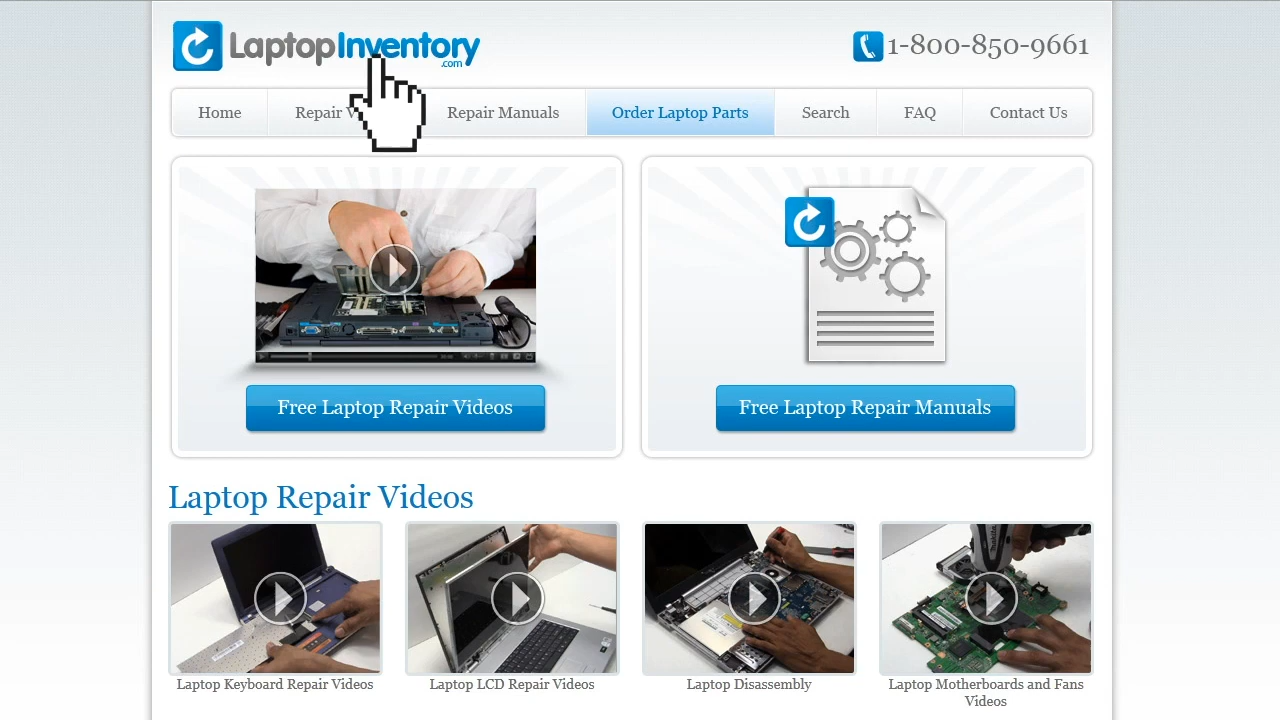 LaptopInventory
.com
1-800-850-9661
Home
Repair V
Repair Manuals
Order Laptop Parts
Search
FAQ
Contact Us
Free Laptop Repair Videos
Free Laptop Repair Manuals
Laptop Repair Videos
Laptop Keyboard Repair Videos
Laptop LCD Repair Videos
Laptop Disassembly
Laptop Motherboards and Fans
Videos